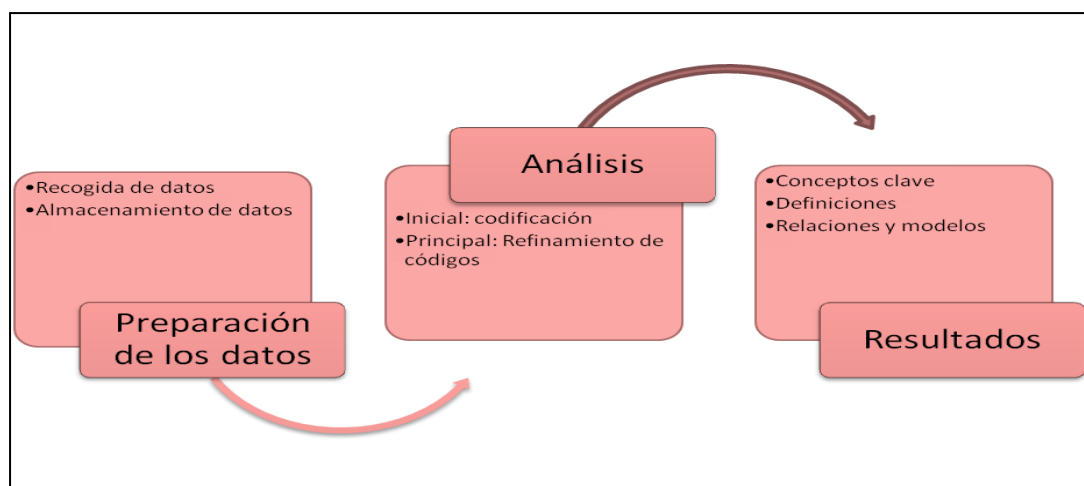 •Recogida de datos
•Almacenamiento de datos
Preparación
de los datos
Análisis
•Inicial: codificación
•Principal: Refinamiento de
códigos
•Conceptos clave
•Definiciones
•Relaciones y modelos
Resultados